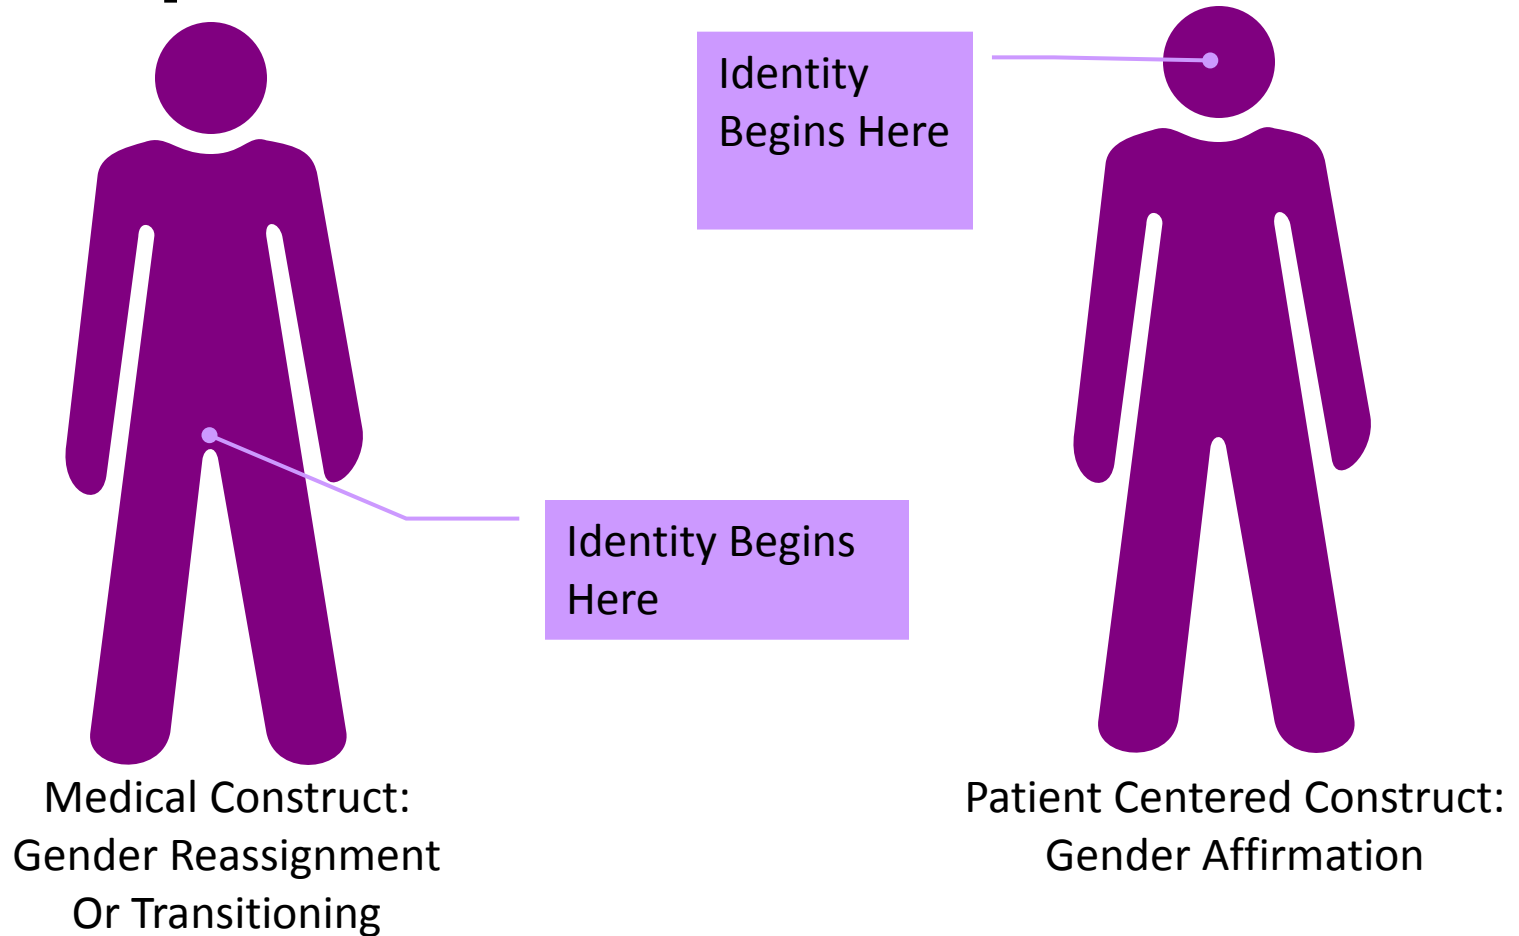 Identity
Begins Here
Identity Begins
Here
Medical Construct:
Gender Reassignment
Or Transitioning
Patient Centered Construct:
Gender Affirmation